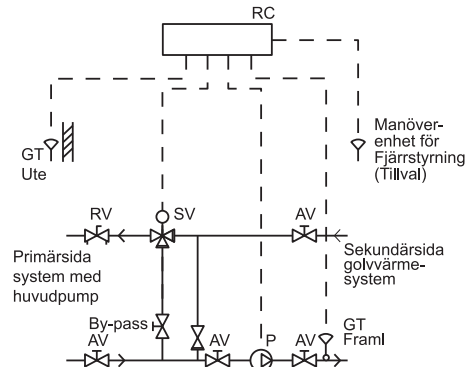 RC
GT
Ute
Manöver-
enhet för
Fjärrstyrning
(Tillval)
RV
SV
AV
Primärsida
system med
huvudpump
Sekundärsida
golvvärme-
system
By-pass
AV
AV
P
AV
GT
Framl